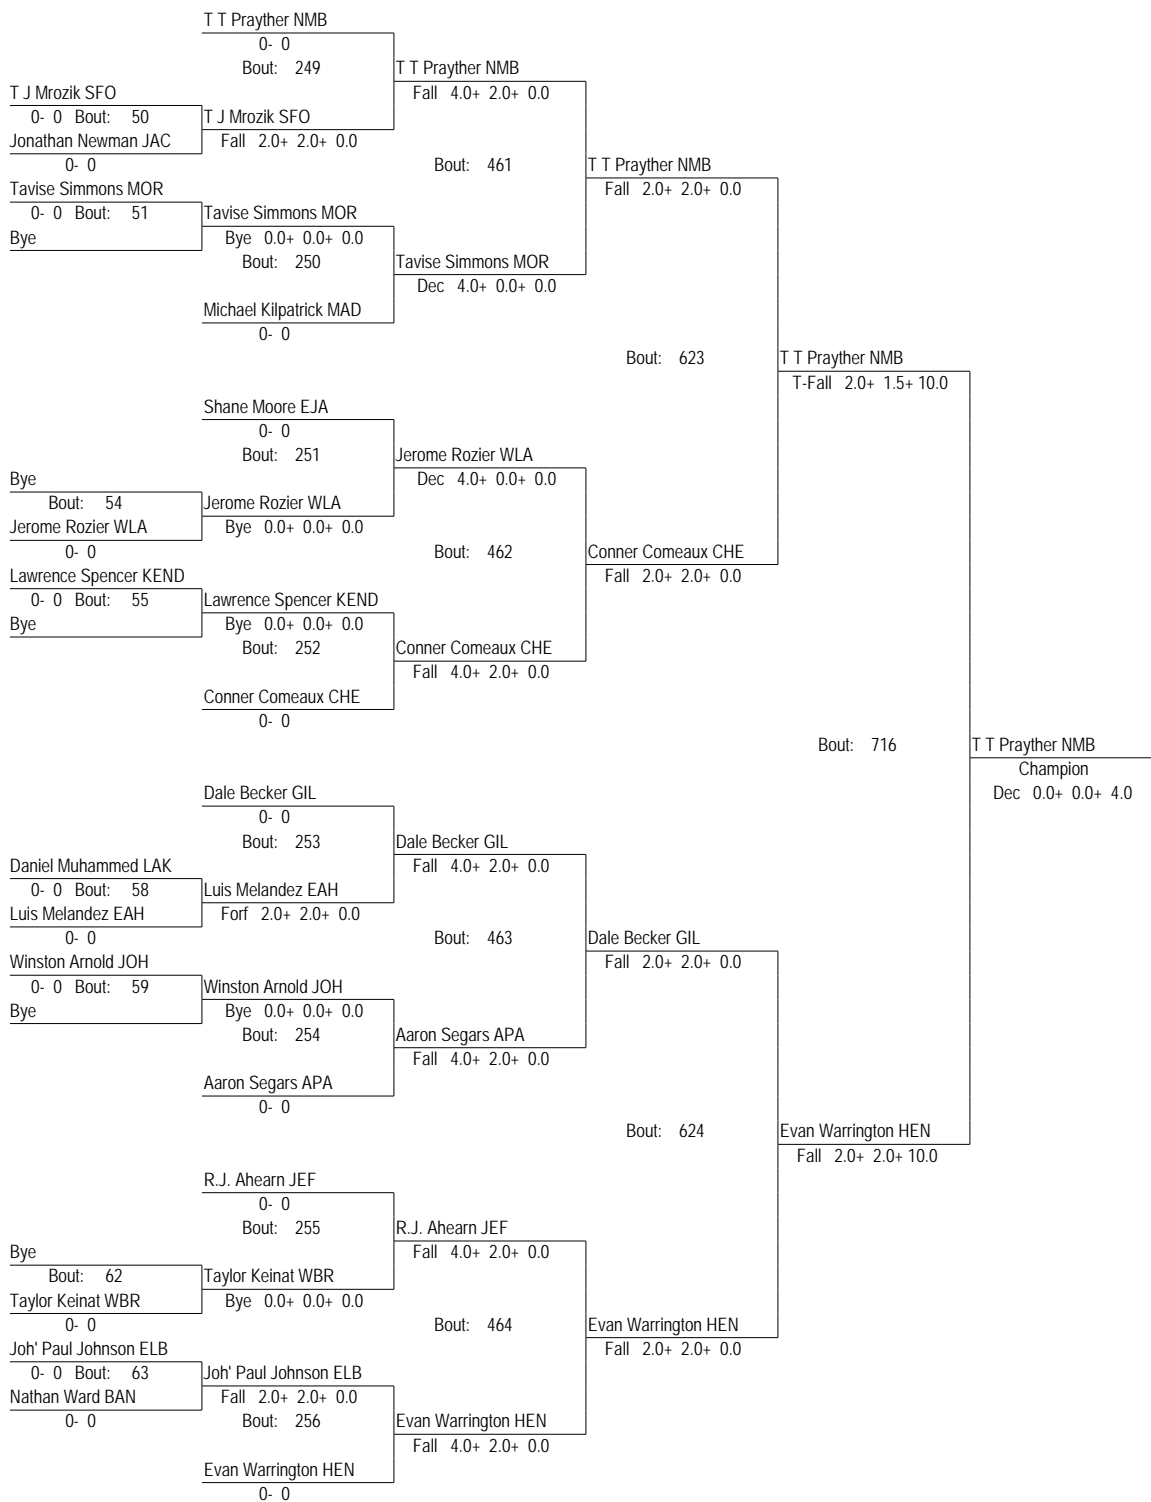 T T Prayther NMB
0- 0
Bout: 249
T T Prayther NMB
T J Mrozik SFO
Fall 4.0+ 2.0+ 0.0
0- 0 Bout: 50
T J Mrozik SFO
Jonathan Newman JAC
Fall 2.0+ 2.0+ 0.0
0- 0
Bout: 461
T T Prayther NMB
Tavise Simmons MOR
Fall 2.0+ 2.0+ 0.0
0- 0 Bout: 51
Tavise Simmons MOR
Bye
Bye 0.0+ 0.0+ 0.0
Bout: 250
Tavise Simmons MOR
Dec 4.0+ 0.0+ 0.0
Michael Kilpatrick MAD
0- 0
Bout: 623
T T Prayther NMB
T-Fall 2.0+ 1.5+ 10.0
Shane Moore EJA
0- 0
Bout: 251
Jerome Rozier WLA
Bye
Dec 4.0+ 0.0+ 0.0
Bout: 54
Jerome Rozier WLA
Jerome Rozier WLA
Bye 0.0+ 0.0+ 0.0
0- 0
Bout: 462
Conner Comeaux CHE
Lawrence Spencer KEND
Fall 2.0+ 2.0+ 0.0
0- 0 Bout: 55
Lawrence Spencer KEND
Bye
Bye 0.0+ 0.0+ 0.0
Bout: 252
Conner Comeaux CHE
Fall 4.0+ 2.0+ 0.0
Conner Comeaux CHE
0- 0
Bout: 716
T T Prayther NMB
Champion
Dec 0.0+ 0.0+ 4.0
Dale Becker GIL
0- 0
Bout: 253
Dale Becker GIL
Daniel Muhammed LAK
Fall 4.0+ 2.0+ 0.0
0- 0 Bout: 58
Luis Melandez EAH
Luis Melandez EAH
Forf 2.0+ 2.0+ 0.0
0- 0
Bout: 463
Dale Becker GIL
Winston Arnold JOH
Fall 2.0+ 2.0+ 0.0
0- 0 Bout: 59
Winston Arnold JOH
Bye
Bye 0.0+ 0.0+ 0.0
Bout: 254
Aaron Segars APA
Fall 4.0+ 2.0+ 0.0
Aaron Segars APA
0- 0
Bout: 624
Evan Warrington HEN
Fall 2.0+ 2.0+ 10.0
R.J. Ahearn JEF
0- 0
Bout: 255
R.J. Ahearn JEF
Bye
Fall 4.0+ 2.0+ 0.0
Bout: 62
Taylor Keinat WBR
Taylor Keinat WBR
Bye 0.0+ 0.0+ 0.0
0- 0
Bout: 464
Evan Warrington HEN
Joh' Paul Johnson ELB
Fall 2.0+ 2.0+ 0.0
0- 0 Bout: 63
Joh' Paul Johnson ELB
Nathan Ward BAN
Fall 2.0+ 2.0+ 0.0
0- 0
Bout: 256
Evan Warrington HEN
Fall 4.0+ 2.0+ 0.0
Evan Warrington HEN
0- 0